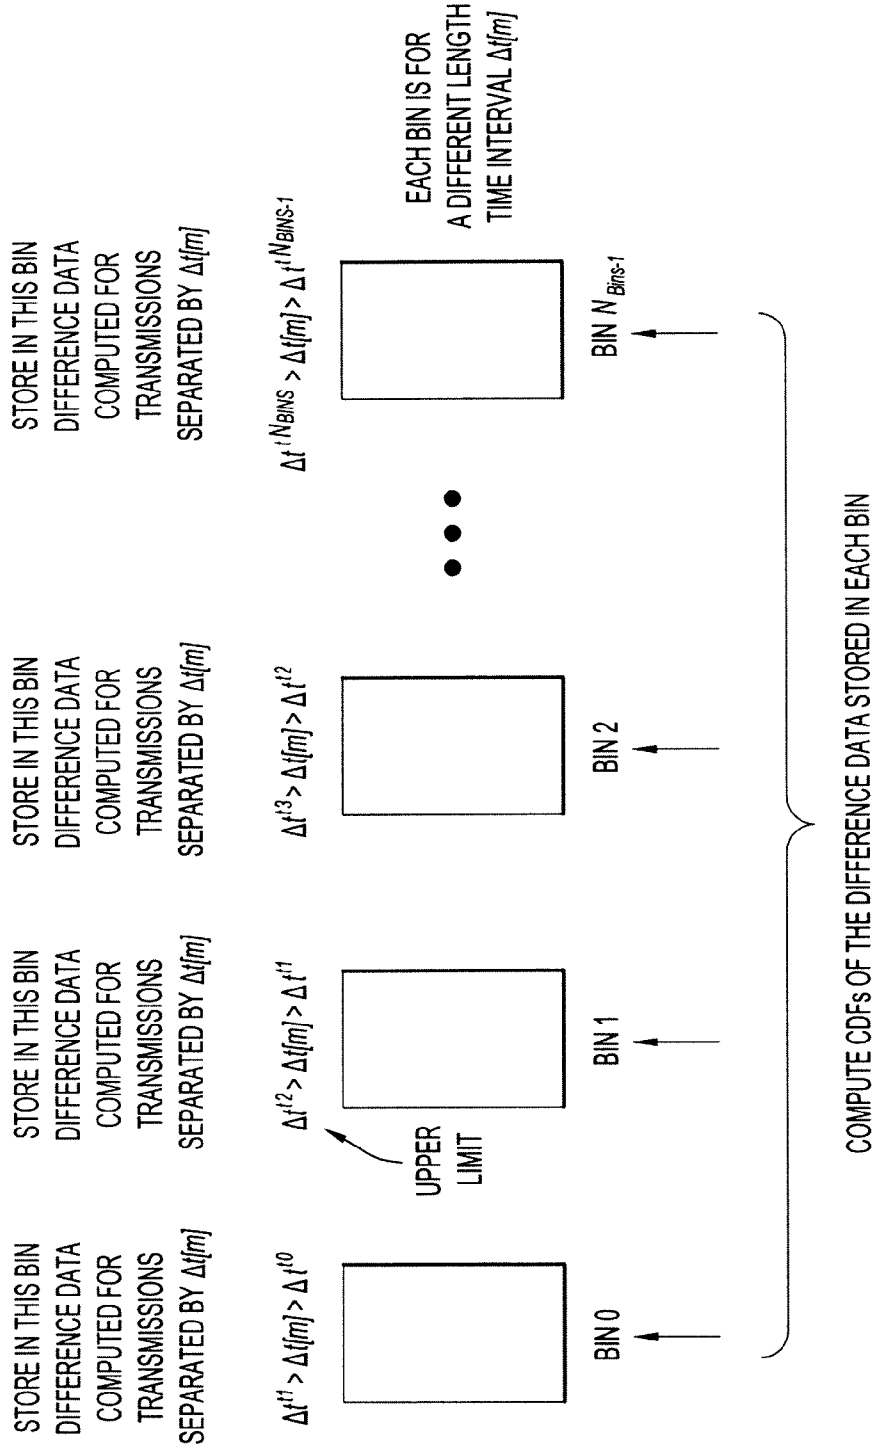 STORE IN THIS BIN
DIFFERENCE DATA
COMPUTED FOR
TRANSMISSIONS
SEPARATED BY Δt[m]
Δt^t1 > Δt[m] > Δt^t0
BIN 0
STORE IN THIS BIN
DIFFERENCE DATA
COMPUTED FOR
TRANSMISSIONS
SEPARATED BY Δt[m]
Δt^t2 > Δt[m] > Δt^t1
UPPER
LIMIT
BIN 1
STORE IN THIS BIN
DIFFERENCE DATA
COMPUTED FOR
TRANSMISSIONS
SEPARATED BY Δt[m]
Δt^t3 > Δt[m] > Δt^t2
BIN 2
STORE IN THIS BIN
DIFFERENCE DATA
COMPUTED FOR
TRANSMISSIONS
SEPARATED BY Δt[m]
Δt^tN_BINS > Δt[m] > Δt^tN_BINS-1
BIN N_Bins-1
EACH BIN IS FOR
A DIFFERENT LENGTH
TIME INTERVAL Δt[m]
COMPUTE CDFs OF THE DIFFERENCE DATA STORED IN EACH BIN